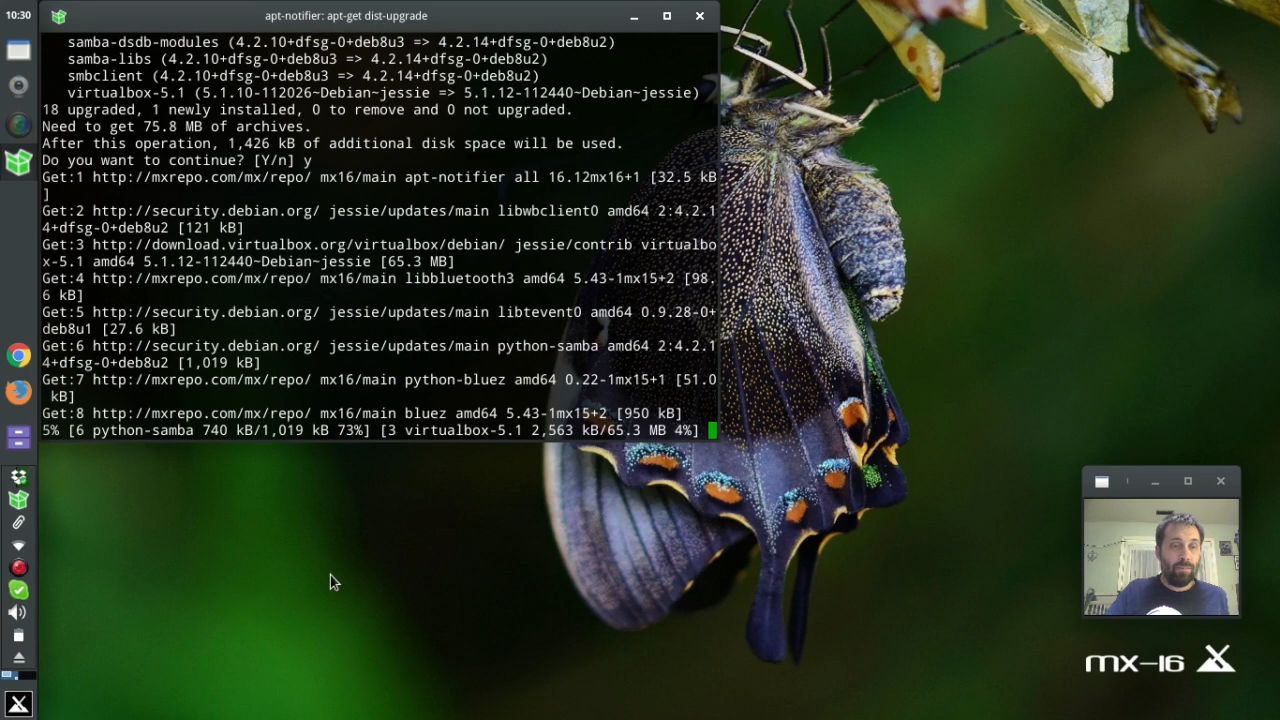 10:30
apt-notifier: apt-get dist-upgrade
samba-dsdb-modules (4.2.10+dfsg-0+deb8u3 => 4.2.14+dfsg-0+deb8u2)
samba-libs (4.2.10+dfsg-0+deb8u3 => 4.2.14+dfsg-0+deb8u2)
smbclient (4.2.10+dfsg-0+deb8u3 => 4.2.14+dfsg-0+deb8u2)
virtualbox-5.1 (5.1.10-112026~Debian~jessie => 5.1.12-112440~Debian~jessie)
18 upgraded, 1 newly installed, 0 to remove and 0 not upgraded.
Need to get 75.8 MB of archives.
After this operation, 1,426 kB of additional disk space will be used.
Do you want to continue? [Y/n] y
Get:1 http://mxrepo.com/mx/repo/ mx16/main apt-notifier all 16.12mx16+1 [32.5 kB
]
Get:2 http://security.debian.org/ jessie/updates/main libwbclient0 amd64 2:4.2.1
4+dfsg-0+deb8u2 [121 kB]
Get:3 http://download.virtualbox.org/virtualbox/debian/ jessie/contrib virtualbo
x-5.1 amd64 5.1.12-112440~Debian~jessie [65.3 MB]
Get:4 http://mxrepo.com/mx/repo/ mx16/main libbluetooth3 amd64 5.43-1mx15+2 [98.
6 kB]
Get:5 http://security.debian.org/ jessie/updates/main libtevent0 amd64 0.9.28-0+
deb8u1 [27.6 kB]
Get:6 http://security.debian.org/ jessie/updates/main python-samba amd64 2:4.2.1
4+dfsg-0+deb8u2 [1,019 kB]
Get:7 http://mxrepo.com/mx/repo/ mx16/main python-bluez amd64 0.22-1mx15+1 [51.0
kB]
Get:8 http://mxrepo.com/mx/repo/ mx16/main bluez amd64 5.43-1mx15+2 [950 kB]
5% [6 python-samba 740 kB/1,019 kB 73%] [3 virtualbox-5.1 2,563 kB/65.3 MB 4%]
mx-16